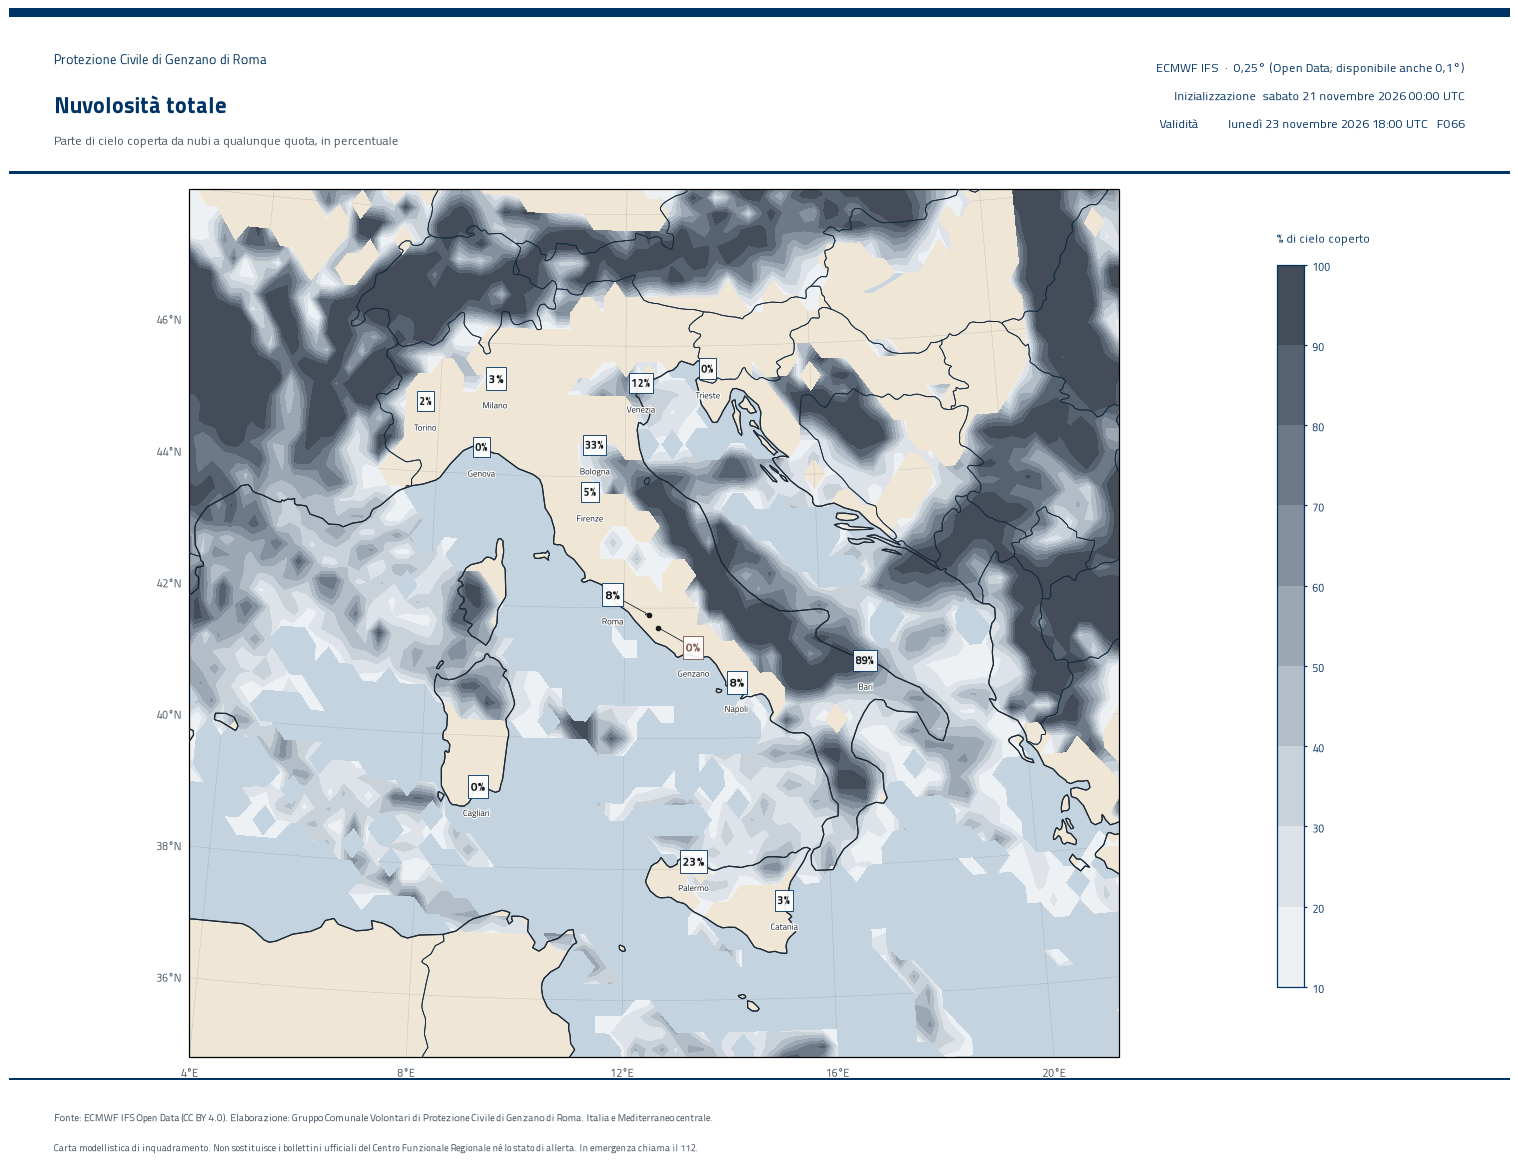 Protezione Civile di Genzano di Roma
Nuvolosità totale
Parte di cielo coperta da nubi a qualunque quota, in percentuale
ECMWF IFS · 0,25° (Open Data; disponibile anche 0,1°)
Inizializzazione sabato 21 novembre 2026 00:00 UTC
Validità lunedì 23 novembre 2026 18:00 UTC F066
% di cielo coperto
100
90
80
70
60
50
40
30
20
10
46°N
44°N
42°N
40°N
38°N
36°N
4°E
8°E
12°E
16°E
20°E
0%
Trieste
3%
Milano
12%
Venezia
2%
Torino
0%
Genova
33%
Bologna
5%
Firenze
8%
Roma
0%
Genzano
89%
Bari
8%
Napoli
0%
Cagliari
23%
Palermo
3%
Catania
Fonte: ECMWF IFS Open Data (CC BY 4.0). Elaborazione: Gruppo Comunale Volontari di Protezione Civile di Genzano di Roma. Italia e Mediterraneo centrale.
Carta modellistica di inquadramento. Non sostituisce i bollettini ufficiali del Centro Funzionale Regionale né lo stato di allerta. In emergenza chiama il 112.